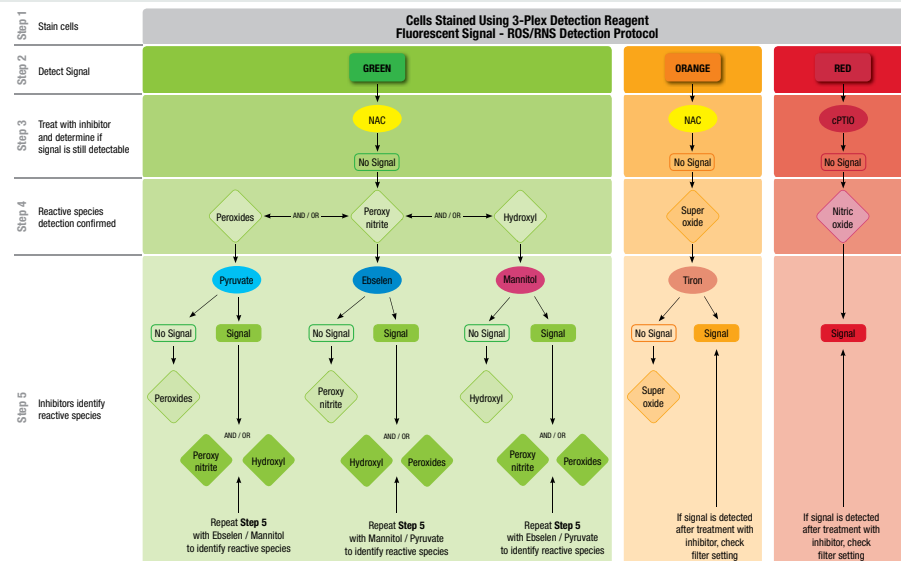 Step 1
Stain cells
Cells Stained Using 3-Plex Detection Reagent
Fluorescent Signal - ROS/RNS Detection Protocol
Step 2
Detect Signal
GREEN
ORANGE
RED
Step 3
Treat with inhibitor
and determine if
signal is still detectable
NAC
NAC
cPTIO
No Signal
No Signal
No Signal
Step 4
Reactive species
detection confirmed
Peroxides
AND / OR
Peroxy
nitrite
AND / OR
Hydroxyl
Super
oxide
Nitric
oxide
Step 5
Inhibitors identify
reactive species
Pyruvate
Ebselen
Mannitol
Tiron
No Signal
Signal
No Signal
Signal
No Signal
Signal
No Signal
Signal
Signal
Peroxides
Peroxy
nitrite
Hydroxyl
Super
oxide
AND / OR
Peroxy
nitrite
Hydroxyl
AND / OR
Hydroxyl
Peroxides
AND / OR
Peroxy
nitrite
Peroxides
Repeat Step 5
with Ebselen / Mannitol
to identify reactive species
Repeat Step 5
with Mannitol / Pyruvate
to identify reactive species
Repeat Step 5
with Ebselen / Pyruvate
to identify reactive species
If signal is detected
after treatment with
inhibitor, check
filter setting
If signal is detected
after treatment with
inhibitor, check
filter setting